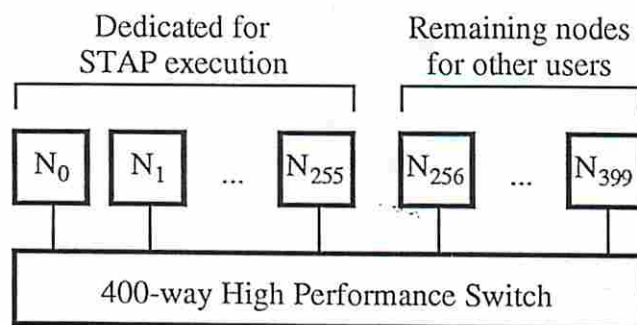 Dedicated for
STAP execution
Remaining nodes
for other users
N0 N1 ... N255 N256 ... N399
400-way High Performance Switch